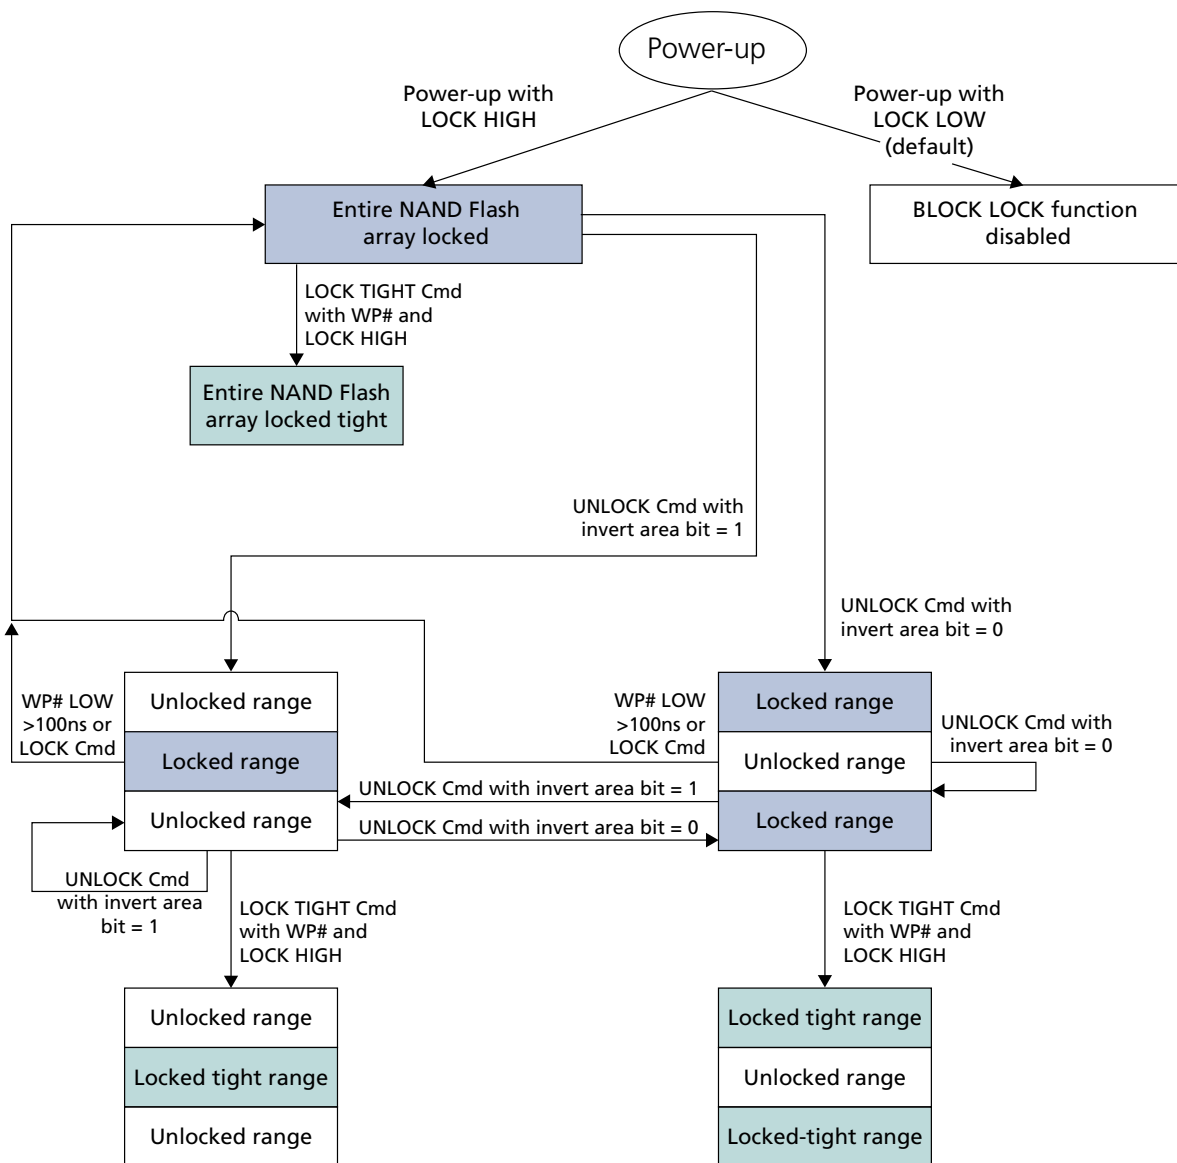 Power-up
Power-up with
LOCK HIGH
Power-up with
LOCK LOW
(default)
Entire NAND Flash
array locked
BLOCK LOCK function
disabled
LOCK TIGHT Cmd
with WP# and
LOCK HIGH
Entire NAND Flash
array locked tight
UNLOCK Cmd with
invert area bit = 1
UNLOCK Cmd with
invert area bit = 0
WP# LOW
>100ns or
LOCK Cmd
Unlocked range
Locked range
Unlocked range
WP# LOW
>100ns or
LOCK Cmd
Locked range
Unlocked range
Locked range
UNLOCK Cmd with
invert area bit = 0
UNLOCK Cmd with invert area bit = 1
UNLOCK Cmd with invert area bit = 0
UNLOCK Cmd
with invert area
bit = 1
LOCK TIGHT Cmd
with WP# and
LOCK HIGH
LOCK TIGHT Cmd
with WP# and
LOCK HIGH
Unlocked range
Locked tight range
Unlocked range
Locked tight range
Unlocked range
Locked-tight range